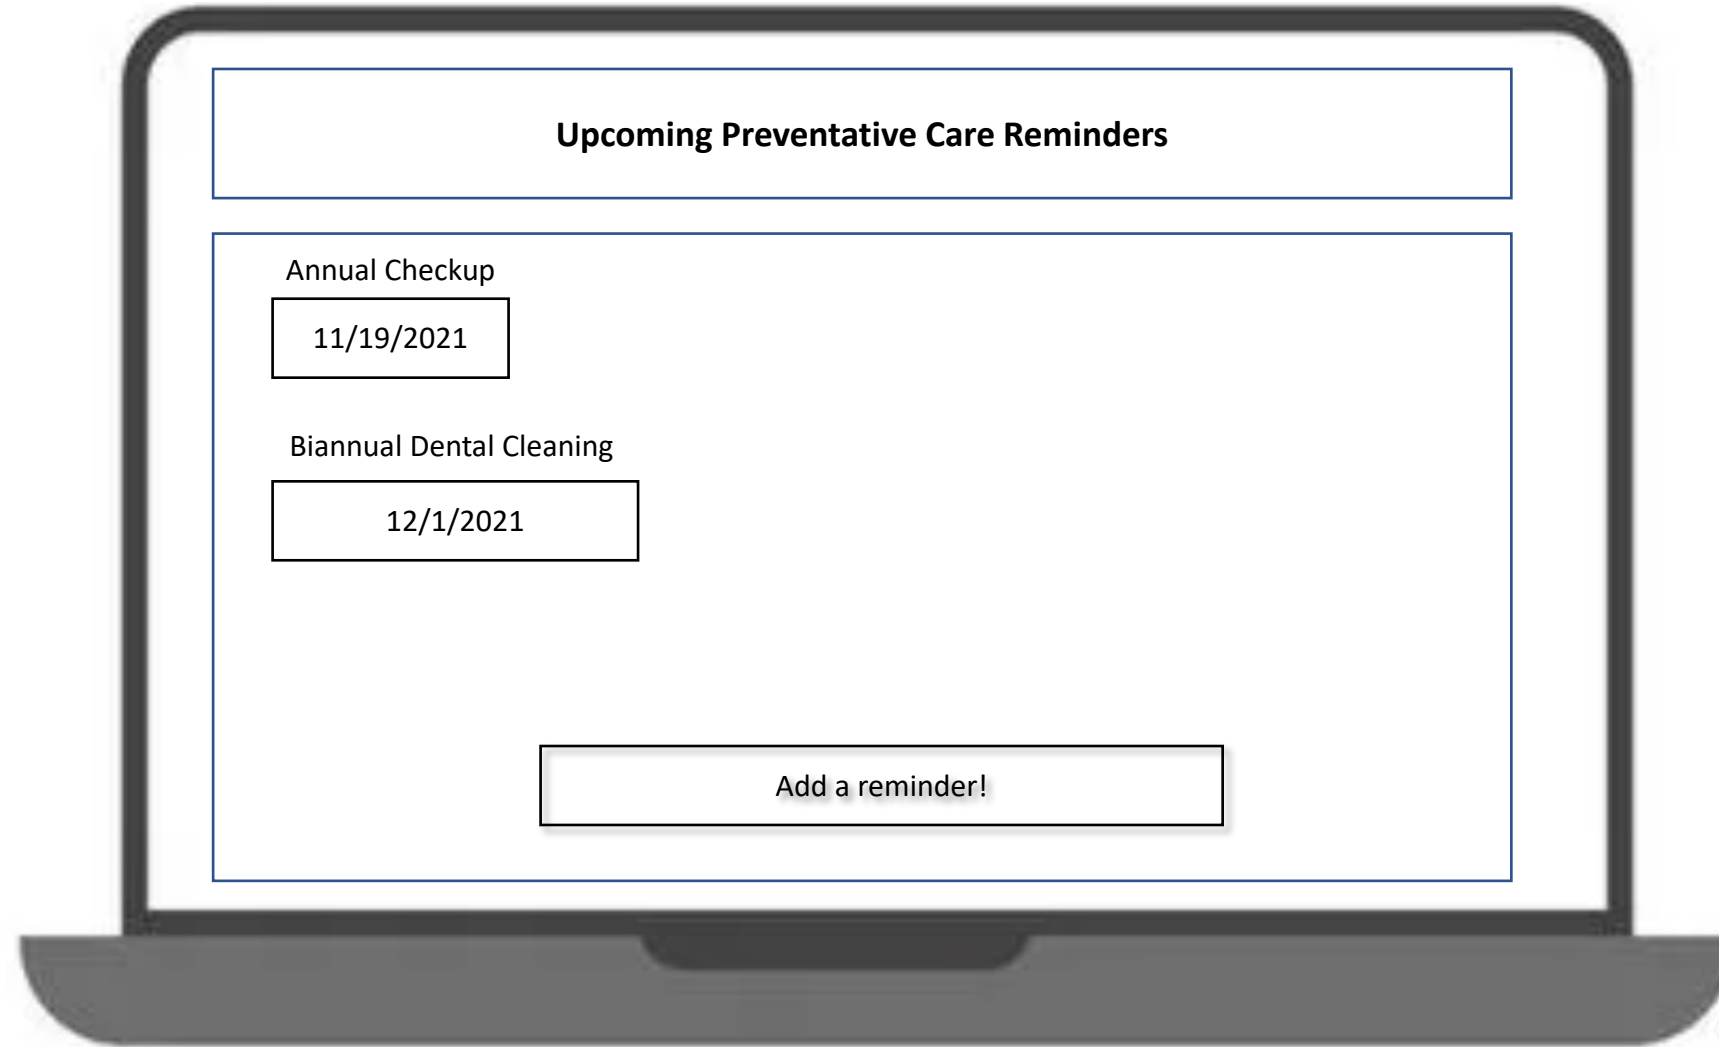 Upcoming Preventative Care Reminders
Annual Checkup
11/19/2021
Biannual Dental Cleaning
12/1/2021
Add a reminder!